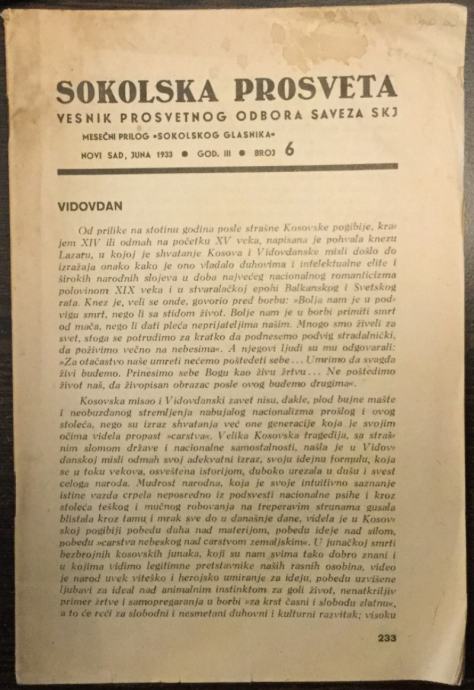 SOKOLSKA PROSVETA
VESNIK PROSVETNOG ODBORA SAVEZA SKJ
MESEČNI PRILOG »SOKOLSKOG GLASNIKA«
NOVI SAD, JUNA 1933 ● GOD. III ● BROJ 6
VIDOVDAN
Od prilike na stotinu godina posle strašne Kosovske pogibije, kra-
jem XIV ili odmah na početku XV veka, napisana je pohvala knezu
Lazaru, u kojoj je shvatanje Kosova i Vidovdanske misli došlo do
izražaja onako kako je ono vladalo duhovima i intelektualne elite i
širokih narodnih slojeva u doba najvećeg nacionalnog romanticizma
polovinom XIX veka i u stvaralačkoj epohi Balkanskog i Svetskog
rata. Knez je, veli se onde, govorio pred borbu: »Bolja nam je u pod-
vigu smrt, nego li sa stidom život. Bolje nam je u borbi primiti smrt
od mača, nego li dati pleća neprijateljima našim. Mnogo smo živeli za
svet, stoga se potrudimo za kratko da podnesemo podvig stradalnički,
da poživimo večno na nebesima«. A njegovi ljudi su mu odgovarali:
»Za otačastvo naše umreti nećemo poštedeti sebe... Umrimo da svagda
živi budemo. Prinesimo sebe Bogu kao živu žrtvu... Ne poštedimo
život naš, da živopisan obrazac posle ovog budemo drugima«.
Kosovska misao i Vidovdanski zavet nisu, dakle, plod bujne mašte
i neobuzdanog stremljenja nabujalog nacionalizma prošlog i ovog
stoleća, nego su izraz shvatanja već one generacije koja je svojim
očima videla propast »carstva«. Velika Kosovska tragedija, sa straš-
nim slomom države i nacionalne samostalnosti, našla je u Vidov-
danskoj misli odmah svoj adekvatni izraz, svoju idejnu formulu, koja
se u toku vekova, osveštena istorijom, duboko urezala u dušu i svest
celoga naroda. Mudrost narodna, koja je svoje intuitivno saznanje
istine vazda crpela neposredno iz podsvesti nacionalne psihe i kroz
stoleća teškog i mučnog robovanja na treperavim strunama gusala
blistala kroz tamu i mrak sve do u današnje dane, videla je u Kosov-
skoj pogibiji pobedu duha nad materijom, pobedu ideje nad silom,
pobedu »carstva nebeskog nad carstvom zemaljskim«. U junačkoj smrti
bezbrojnih kosovskih junaka, koji su nam svima tako dobro znani i
u kojima vidimo legitimne pretstavnike naših rasnih osobina, video
je narod uvek viteško i herojsko umiranje za ideju, pobedu uzvišene
ljubavi za ideal nad animalnim instinktom za goli život, nenatkriljiv
primer žrtve i samopregaranja u borbi »za krst časni i slobodu zlatnu«,
a to će reći za slobodni i nesmetani duhovni i kulturni razvitak; visoku
233